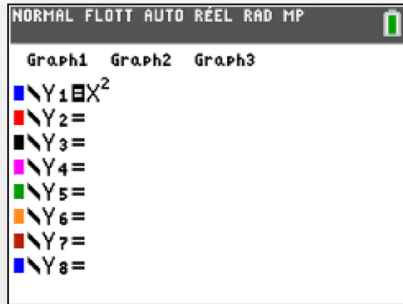 NORMAL FLOTT AUTO RÉEL RAD MP
Graph1 Graph2 Graph3
\Y₁=X²
\Y₂=
\Y₃=
\Y₄=
\Y₅=
\Y₆=
\Y₇=
\Y₈=